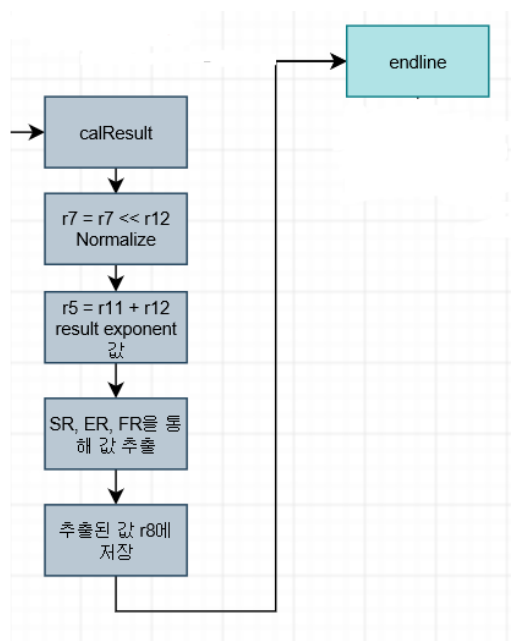 endline
calResult
r7 = r7 << r12
Normalize
r5 = r11 + r12
result exponent
값
SR, ER, FR을 통
해 값 추출
추출된 값 r8에
저장